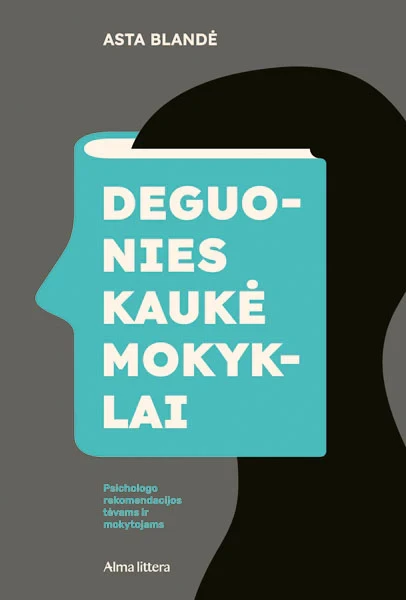 ASTA BLANDĖ
DEGUO-
NIES
KAUKĖ
MOKYK-
LAI
Psichologo
rekomendacijos
tėvams ir
mokytojams
Alma littera